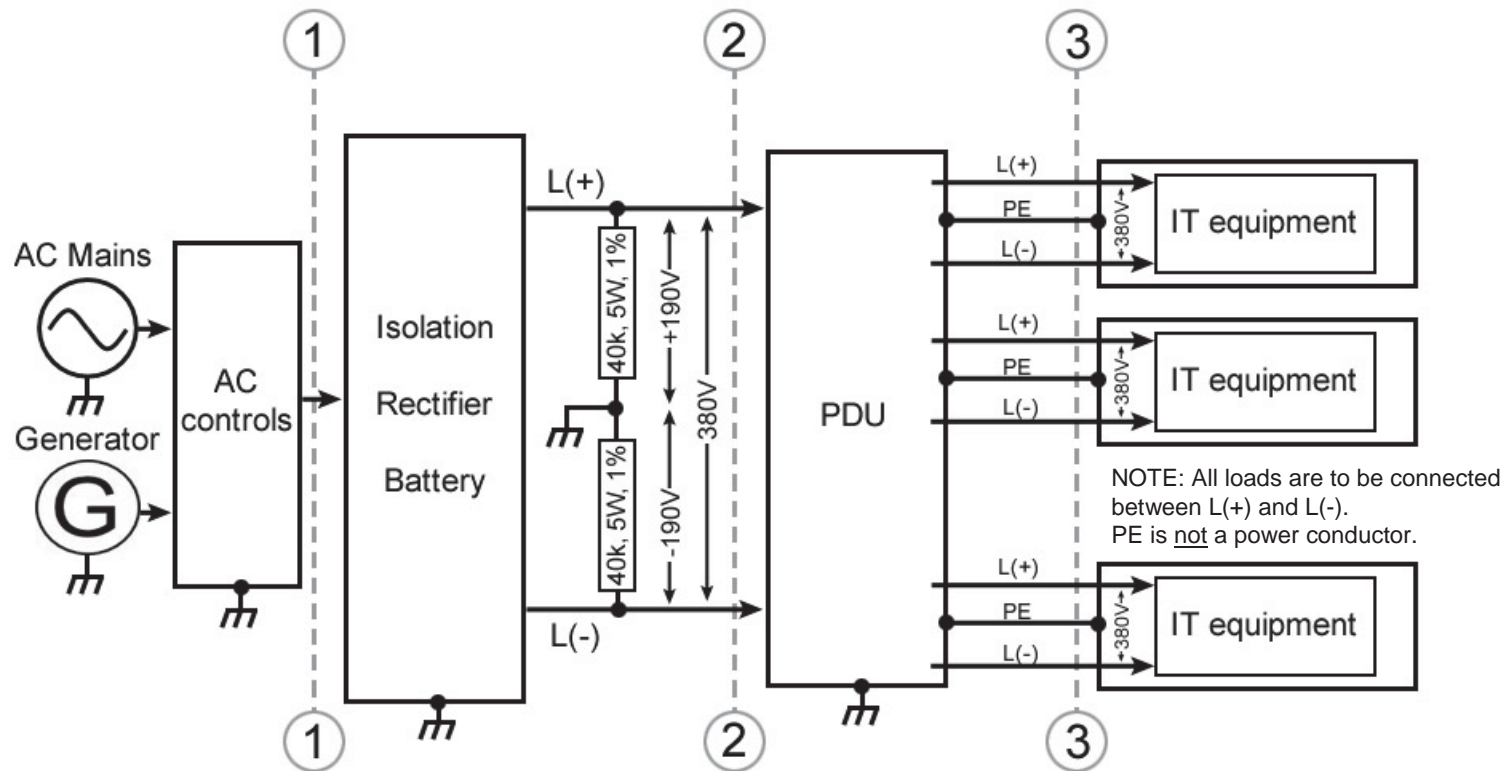 1
2
3
AC Mains
Generator
G
AC
controls
Isolation
Rectifier
Battery
L(+)
40k, 5W, 1%
+190V
380V
40k, 5W, 1%
-190V
L(-)
PDU
L(+)
PE
L(-)
+380V-
IT equipment
L(+)
PE
L(-)
+380V-
IT equipment
NOTE: All loads are to be connected
between L(+) and L(-).
PE is not a power conductor.
L(+)
PE
L(-)
+380V-
IT equipment
1
2
3